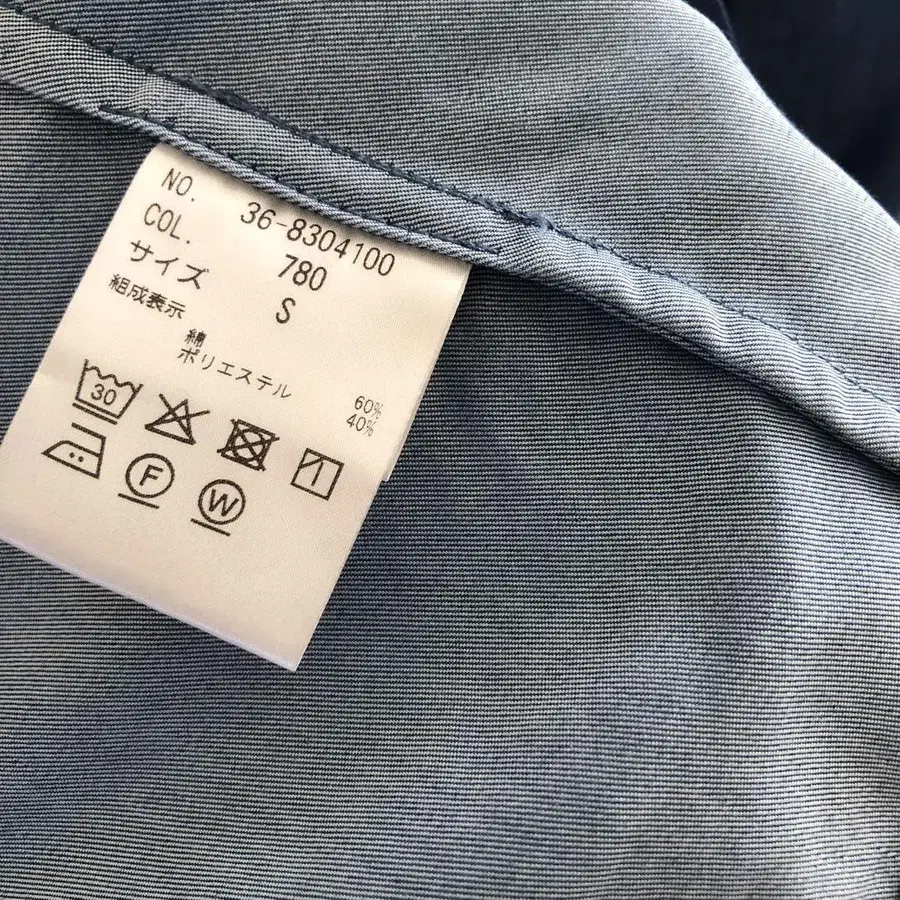 NO. 36-8304100
COL. 780
サイズ S
組成表示
綿 60%
ポリエステル 40%
30
F W